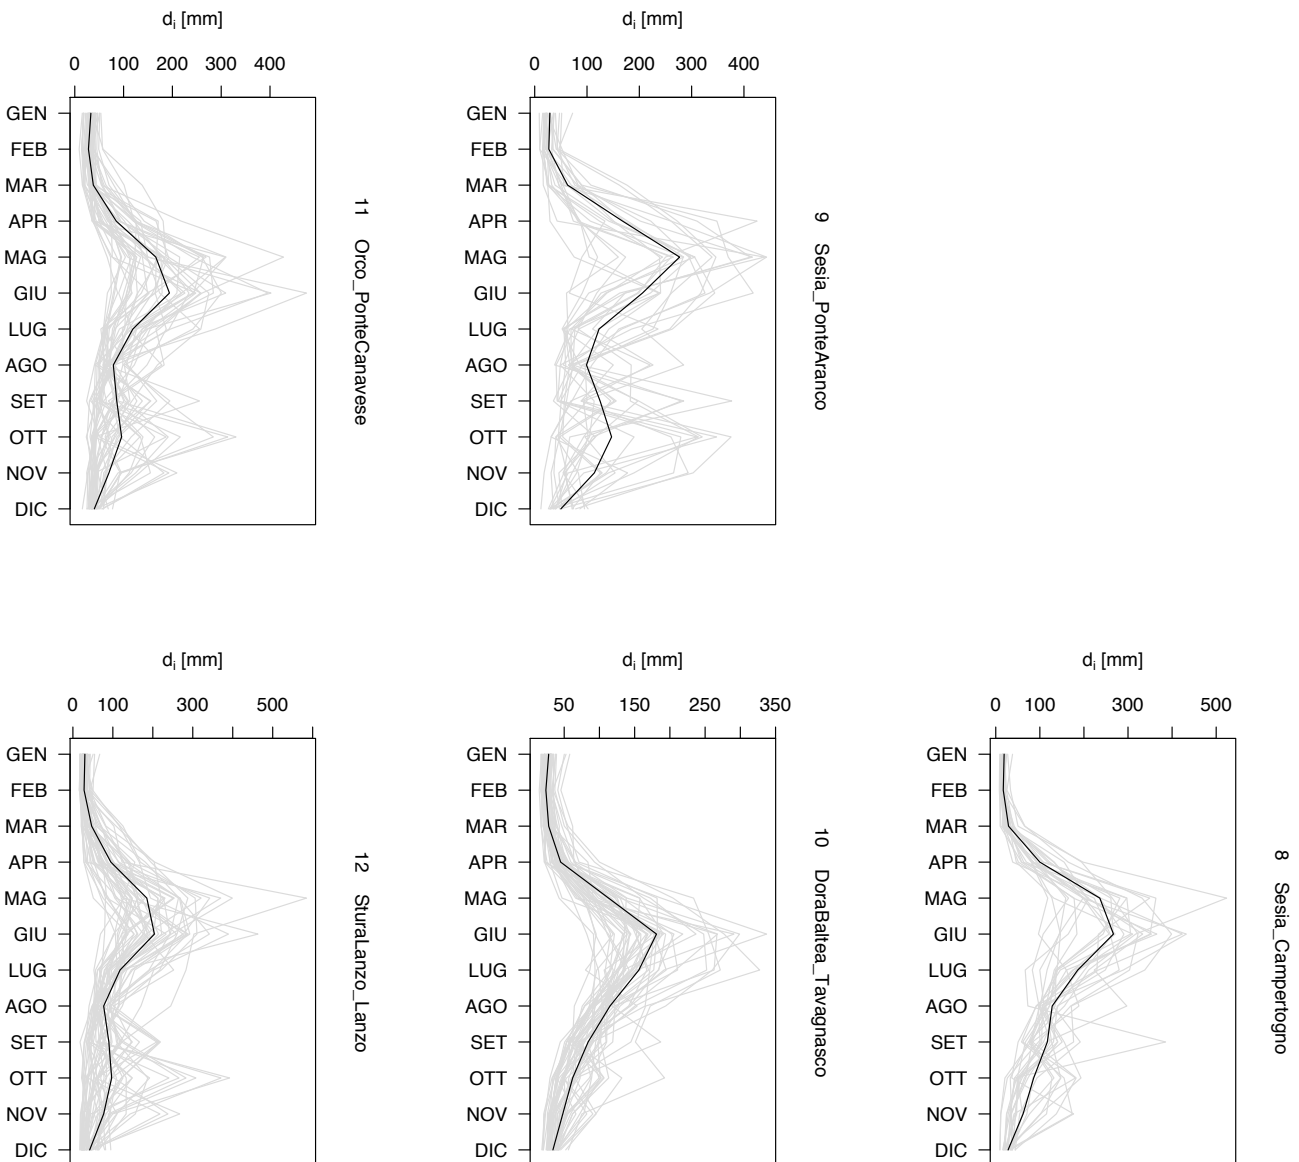 dᵢ [mm]
0 100 200 300 400
GEN
FEB
MAR
APR
MAG
GIU
LUG
AGO
SET
OTT
NOV
DIC
11 Orco_PonteCanavese
dᵢ [mm]
0 100 200 300 400
GEN
FEB
MAR
APR
MAG
GIU
LUG
AGO
SET
OTT
NOV
DIC
9 Sesia_PonteAranco
dᵢ [mm]
0 100 300 500
GEN
FEB
MAR
APR
MAG
GIU
LUG
AGO
SET
OTT
NOV
DIC
12 SturaLanzo_Lanzo
dᵢ [mm]
50 150 250 350
GEN
FEB
MAR
APR
MAG
GIU
LUG
AGO
SET
OTT
NOV
DIC
10 DoraBaltea_Tavagnasco
dᵢ [mm]
0 100 300 500
GEN
FEB
MAR
APR
MAG
GIU
LUG
AGO
SET
OTT
NOV
DIC
8 Sesia_Campertogno